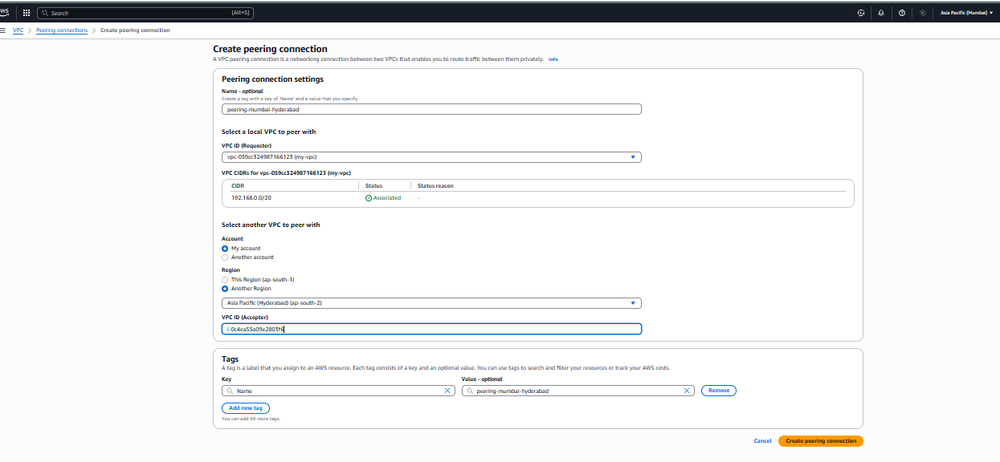 aws Search [Alt+S] Asia Pacific (Mumbai)
VPC > Peering connections > Create peering connection
Create peering connection
A VPC peering connection is a networking connection between two VPCs that enables you to route traffic between them privately. Info
Peering connection settings
Name - optional
Create a tag with a key of 'Name' and a value that you specify.
peering-mumbai-hyderabad
Select a local VPC to peer with
VPC ID (Requester)
vpc-059cc324987166123 (my-vpc)
VPC CIDRs for vpc-059cc324987166123 (my-vpc)
CIDR Status Status reason
192.168.0.0/20 Associated -
Select another VPC to peer with
Account
My account
Another account
Region
This Region (ap-south-1)
Another Region
Asia Pacific (Hyderabad) (ap-south-2)
VPC ID (Accepter)
i-0c4ea55a09e2803f6
Tags
A tag is a label that you assign to an AWS resource. Each tag consists of a key and an optional value. You can use tags to search and filter your resources or track your AWS costs.
Key Value - optional
Name peering-mumbai-hyderabad Remove
Add new tag
You can add 49 more tags.
Cancel Create peering connection